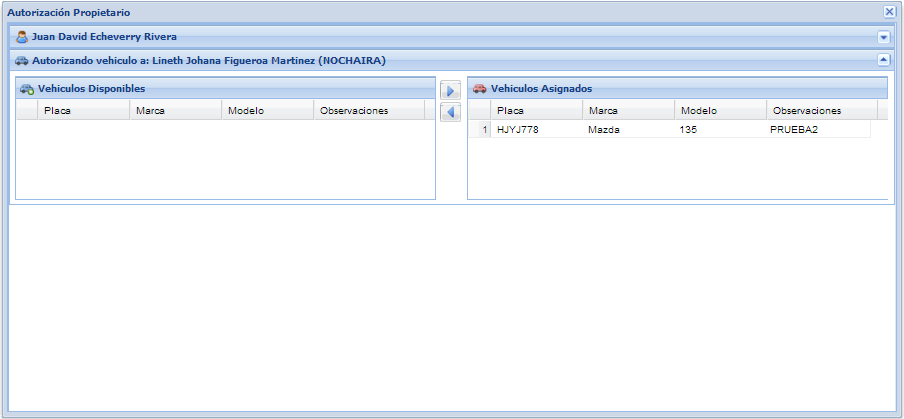 Autorización Propietario
Juan David Echeverry Rivera
Autorizando vehiculo a: Lineth Johana Figueroa Martinez (NOCHAIRA)
Vehiculos Disponibles
Placa Marca Modelo Observaciones
Vehiculos Asignados
Placa Marca Modelo Observaciones
1 HJYJ778 Mazda 135 PRUEBA2